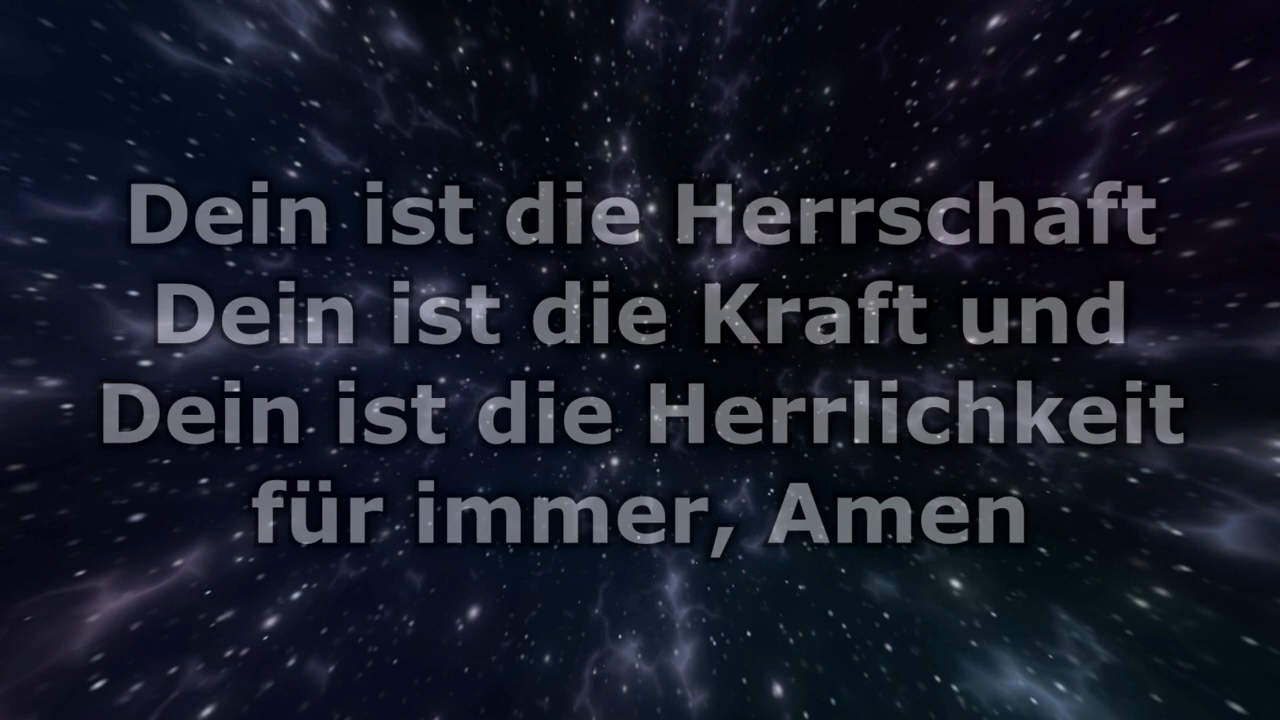 Dein ist die Herrschaft
Dein ist die Kraft und
Dein ist die Herrlichkeit
für immer, Amen